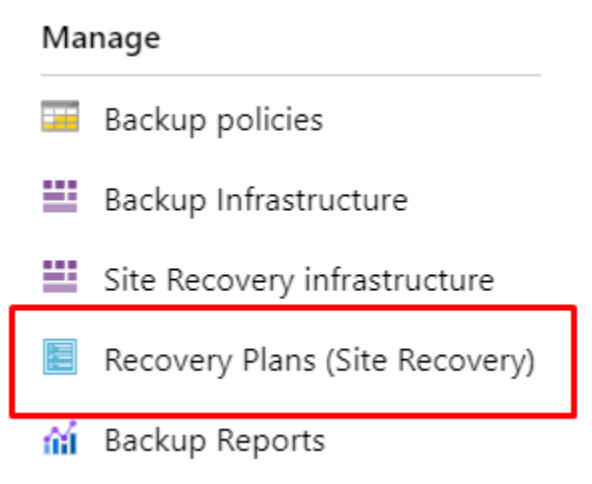 Manage
Backup policies
Backup Infrastructure
Site Recovery infrastructure
Recovery Plans (Site Recovery)
Backup Reports